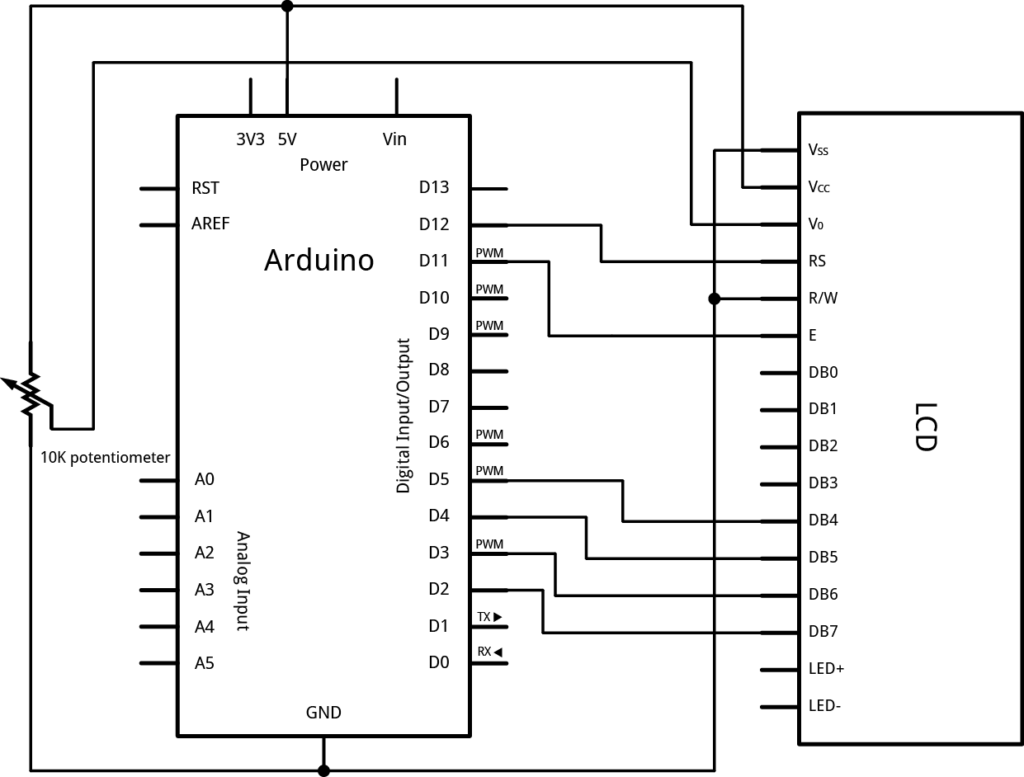 3V3 5V Vin
Power
RST
AREF
Arduino
10K potentiometer
A0
A1
A2
A3
A4
A5
Analog Input
Digital Input/Output
D13
D12
D11 PWM
D10 PWM
D9 PWM
D8
D7
D6 PWM
D5 PWM
D4
D3 PWM
D2
D1 TX ▶
D0 RX ◀
GND
Vss
Vcc
V0
RS
R/W
E
DB0
DB1
DB2
DB3
DB4
DB5
DB6
DB7
LED+
LED-
LCD